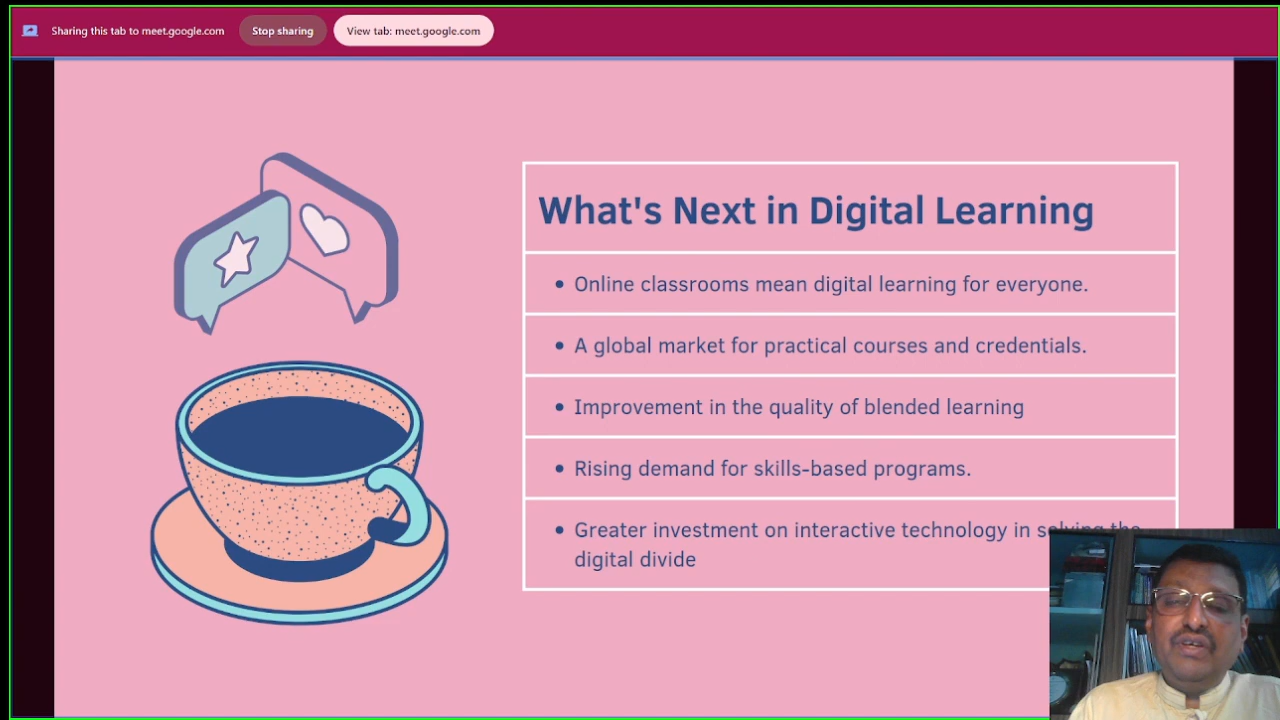 Sharing this tab to meet.google.com Stop sharing View tab: meet.google.com
What's Next in Digital Learning
• Online classrooms mean digital learning for everyone.
• A global market for practical courses and credentials.
• Improvement in the quality of blended learning
• Rising demand for skills-based programs.
• Greater investment on interactive technology in solving the
digital divide